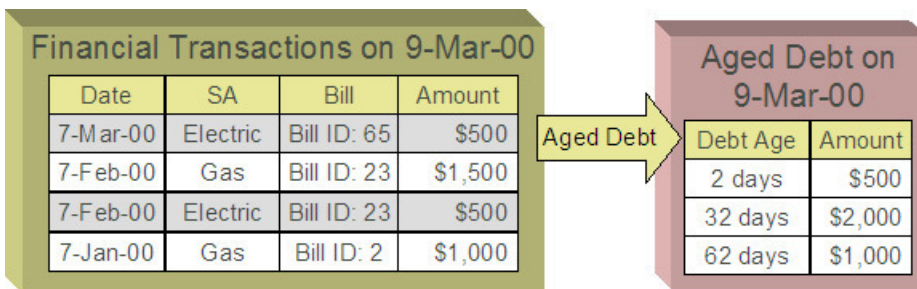 Financial Transactions on 9-Mar-00
Date SA Bill Amount
7-Mar-00 Electric Bill ID: 65 $500
7-Feb-00 Gas Bill ID: 23 $1,500
7-Feb-00 Electric Bill ID: 23 $500
7-Jan-00 Gas Bill ID: 2 $1,000
Aged Debt
Aged Debt on
9-Mar-00
Debt Age Amount
2 days $500
32 days $2,000
62 days $1,000